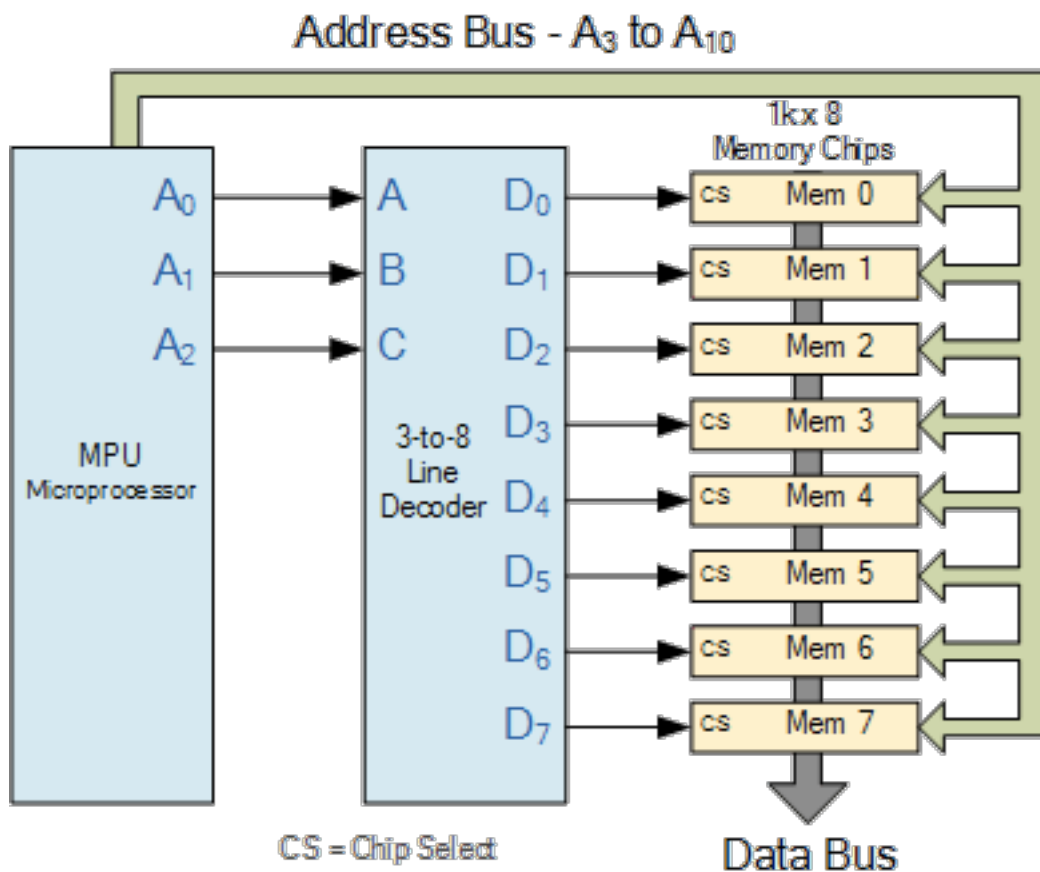 Address Bus - A₃ to A₁₀
1k x 8
Memory Chips
A₀
A₁
A₂
MPU
Microprocessor
A
B
C
3-to-8
Line
Decoder
D₀
D₁
D₂
D₃
D₄
D₅
D₆
D₇
CS Mem 0
CS Mem 1
CS Mem 2
CS Mem 3
CS Mem 4
CS Mem 5
CS Mem 6
CS Mem 7
CS = Chip Select
Data Bus